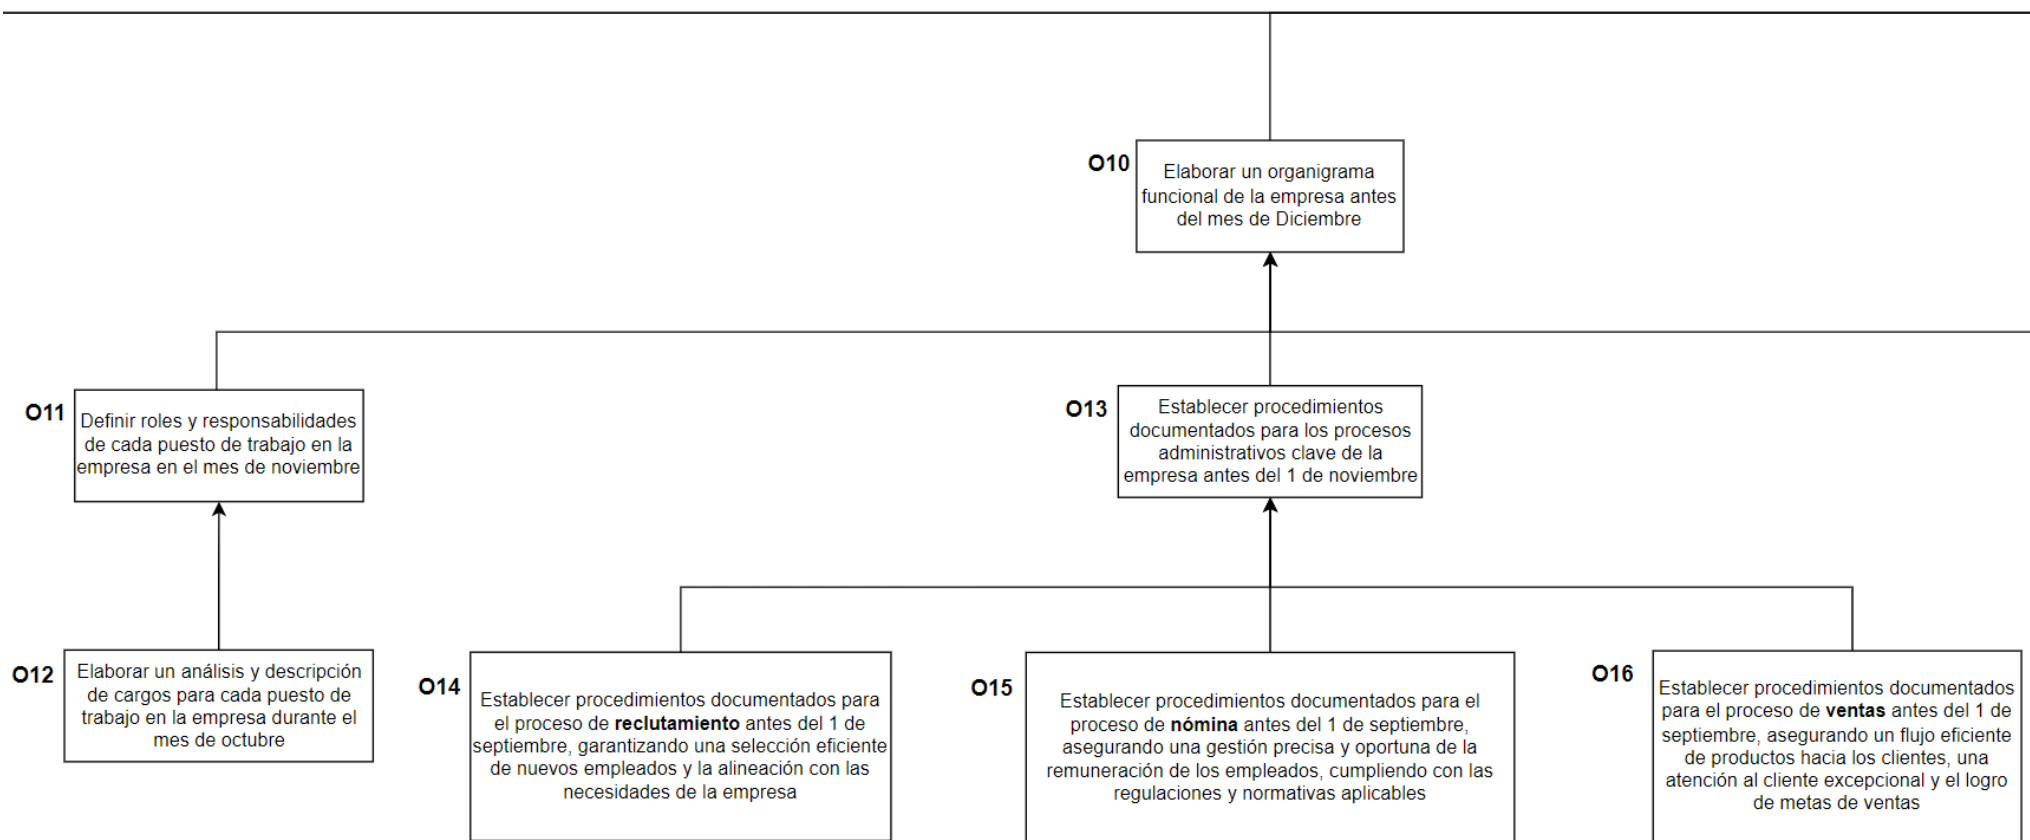 O10
Elaborar un organigrama
funcional de la empresa antes
del mes de Diciembre
O11
Definir roles y responsabilidades
de cada puesto de trabajo en la
empresa en el mes de noviembre
O13
Establecer procedimientos
documentados para los procesos
administrativos clave de la
empresa antes del 1 de noviembre
O12
Elaborar un análisis y descripción
de cargos para cada puesto de
trabajo en la empresa durante el
mes de octubre
O14
Establecer procedimientos documentados para
el proceso de reclutamiento antes del 1 de
septiembre, garantizando una selección eficiente
de nuevos empleados y la alineación con las
necesidades de la empresa
O15
Establecer procedimientos documentados para el
proceso de nómina antes del 1 de septiembre,
asegurando una gestión precisa y oportuna de la
remuneración de los empleados, cumpliendo con las
regulaciones y normativas aplicables
O16
Establecer procedimientos documentados
para el proceso de ventas antes del 1 de
septiembre, asegurando un flujo eficiente
de productos hacia los clientes, una
atención al cliente excepcional y el logro
de metas de ventas